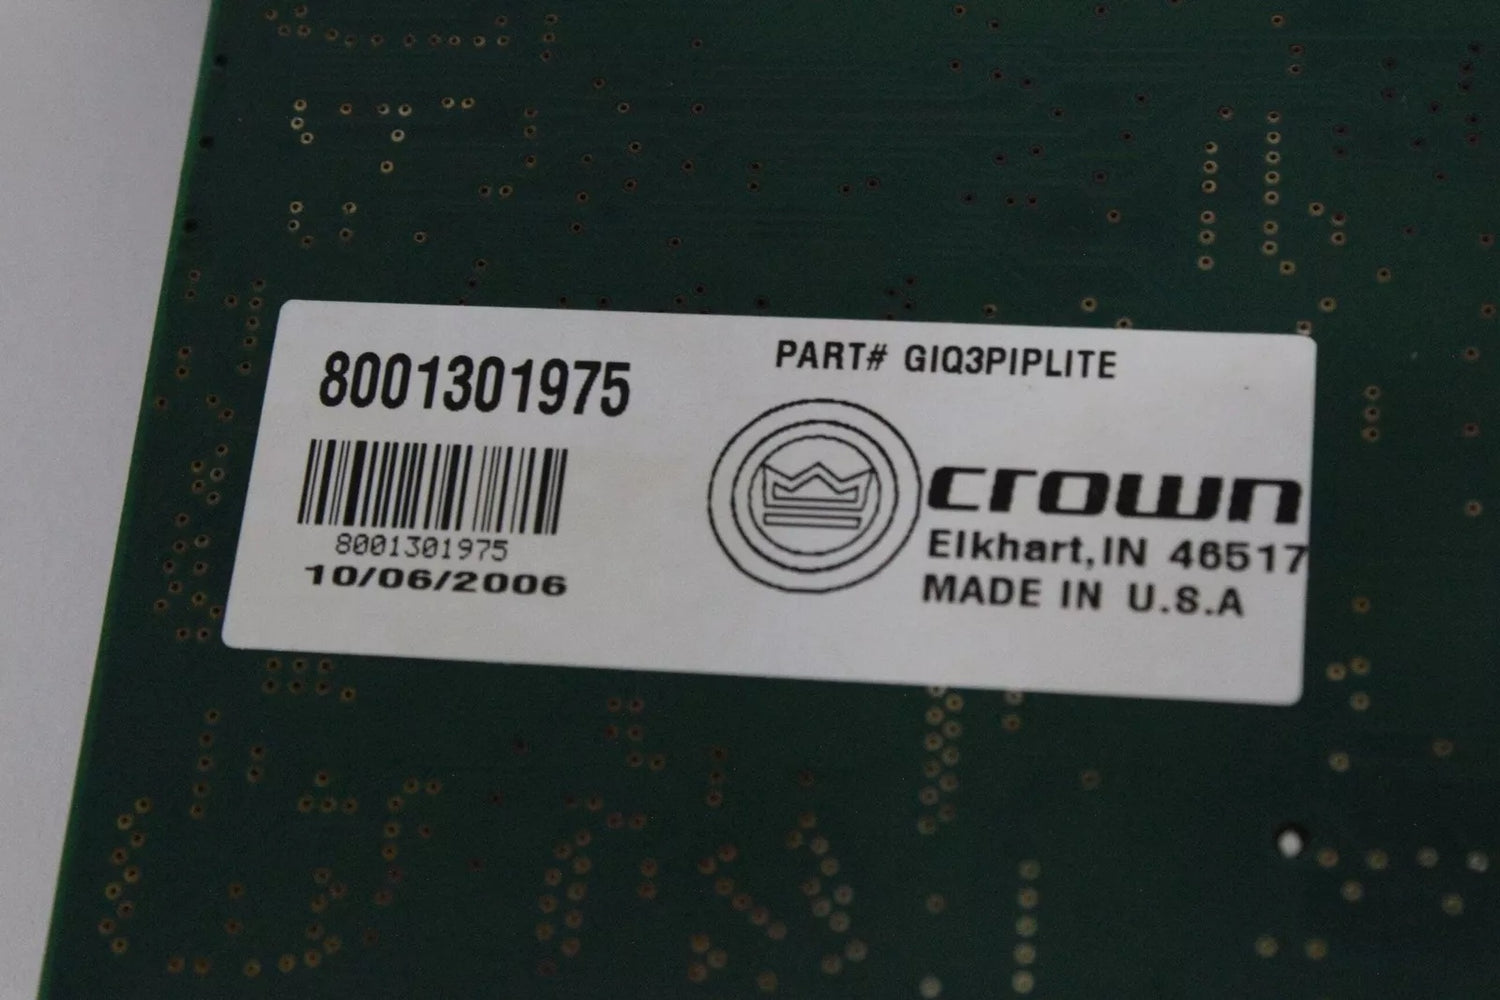 8001301975
8001301975
10/06/2006
PART# GIQ3PIPLITE
crown
Elkhart, IN 46517
MADE IN U.S.A